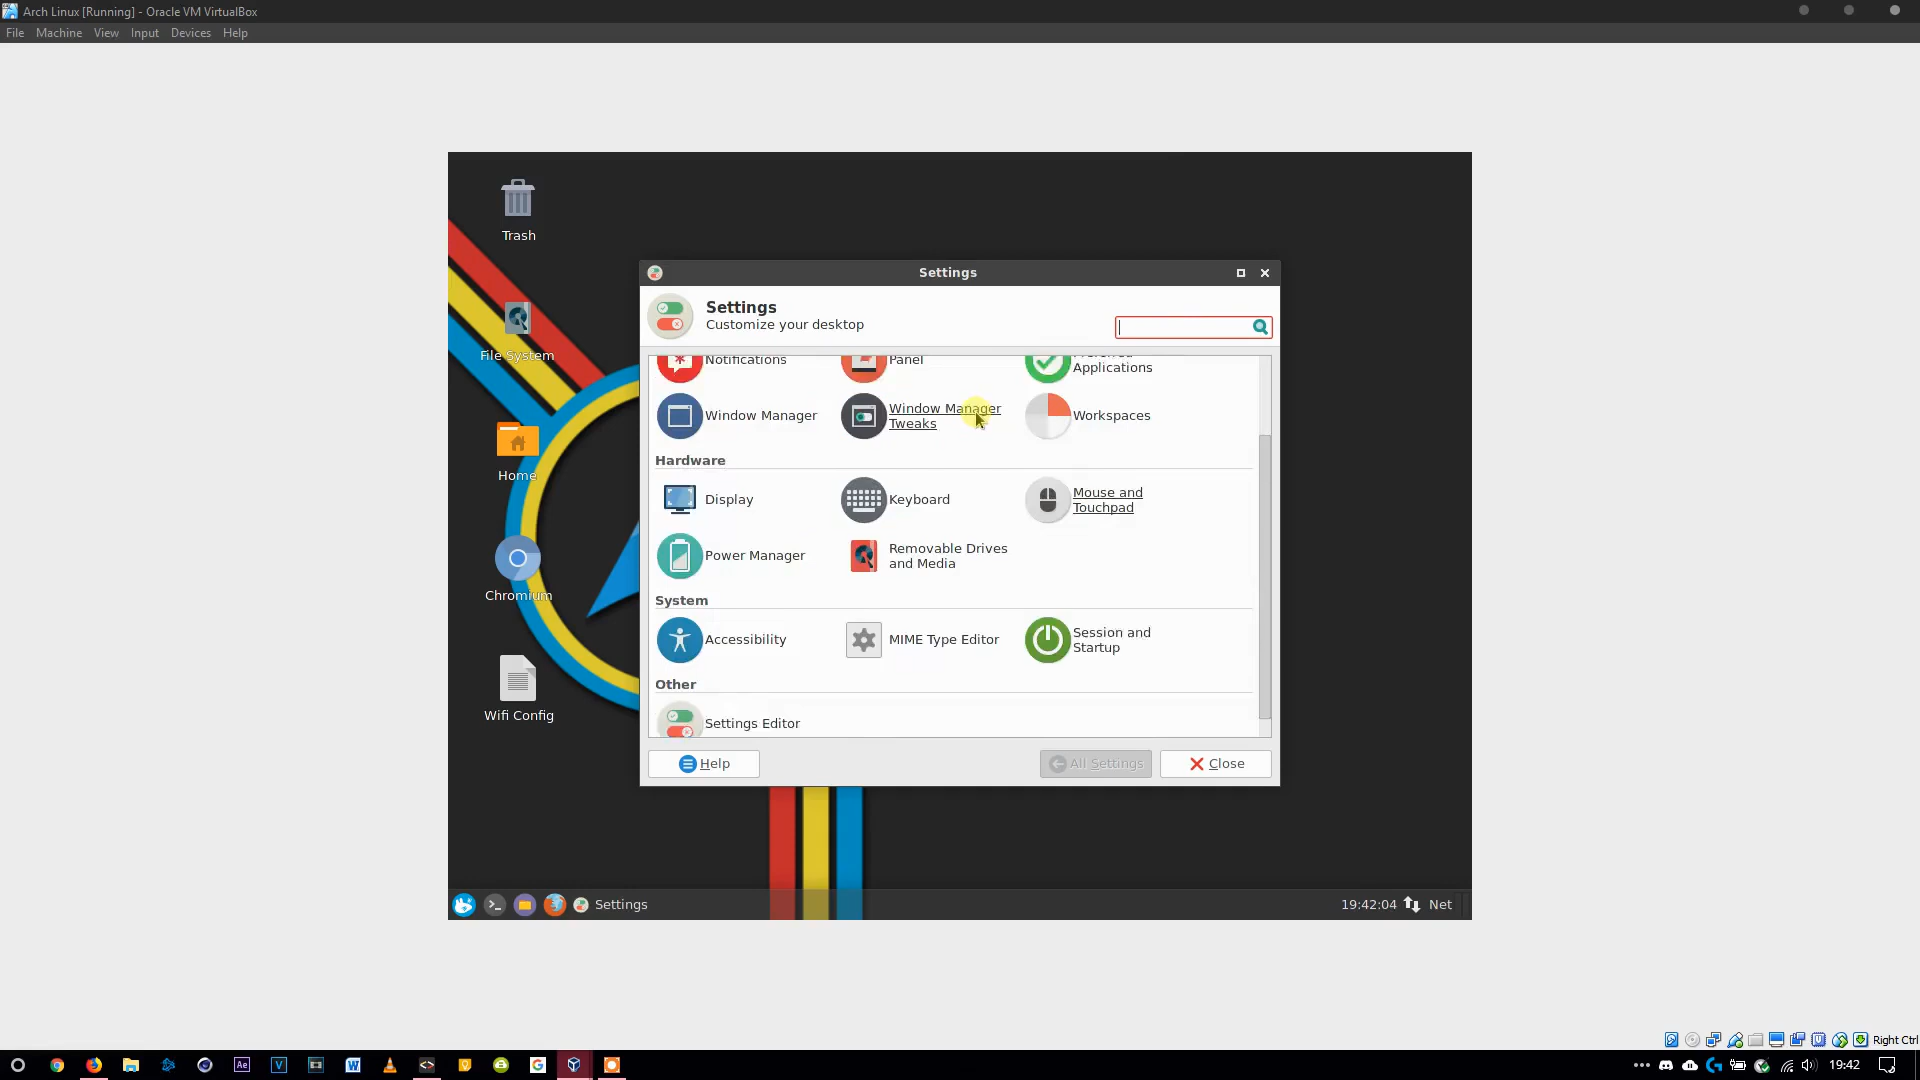 Arch Linux [Running] - Oracle VM VirtualBox
File Machine View Input Devices Help
Trash
File System
Home
Chromium
Wifi Config
Settings
Settings
Customize your desktop
Notifications
Panel
Preferred
Applications
Window Manager
Window Manager
Tweaks
Workspaces
Hardware
Display
Keyboard
Mouse and
Touchpad
Power Manager
Removable Drives
and Media
System
Accessibility
MIME Type Editor
Session and
Startup
Other
Settings Editor
Help
All Settings
Close
Settings
19:42:04
Net
Right Ctrl
Ae
V
W
G
19:42